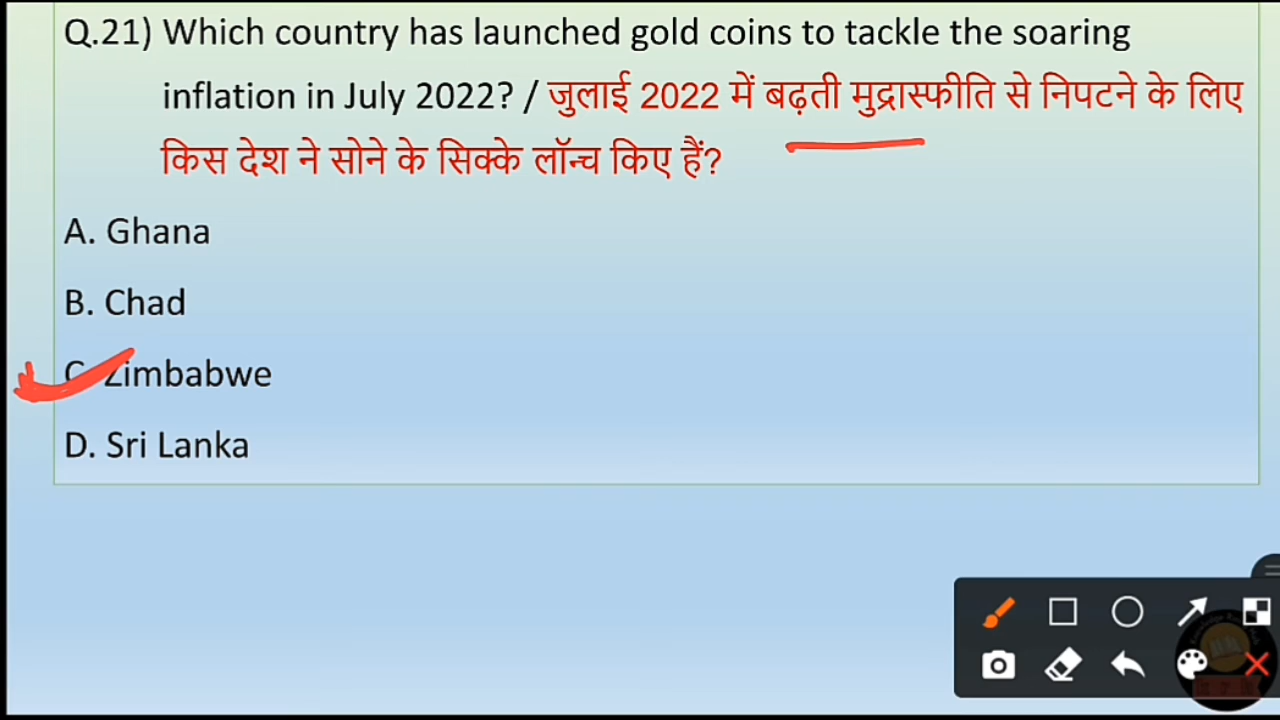 Q.21) Which country has launched gold coins to tackle the soaring
inflation in July 2022? / जुलाई 2022 में बढ़ती मुद्रास्फीति से निपटने के लिए
किस देश ने सोने के सिक्के लॉन्च किए हैं?
A. Ghana
B. Chad
C. Zimbabwe
D. Sri Lanka